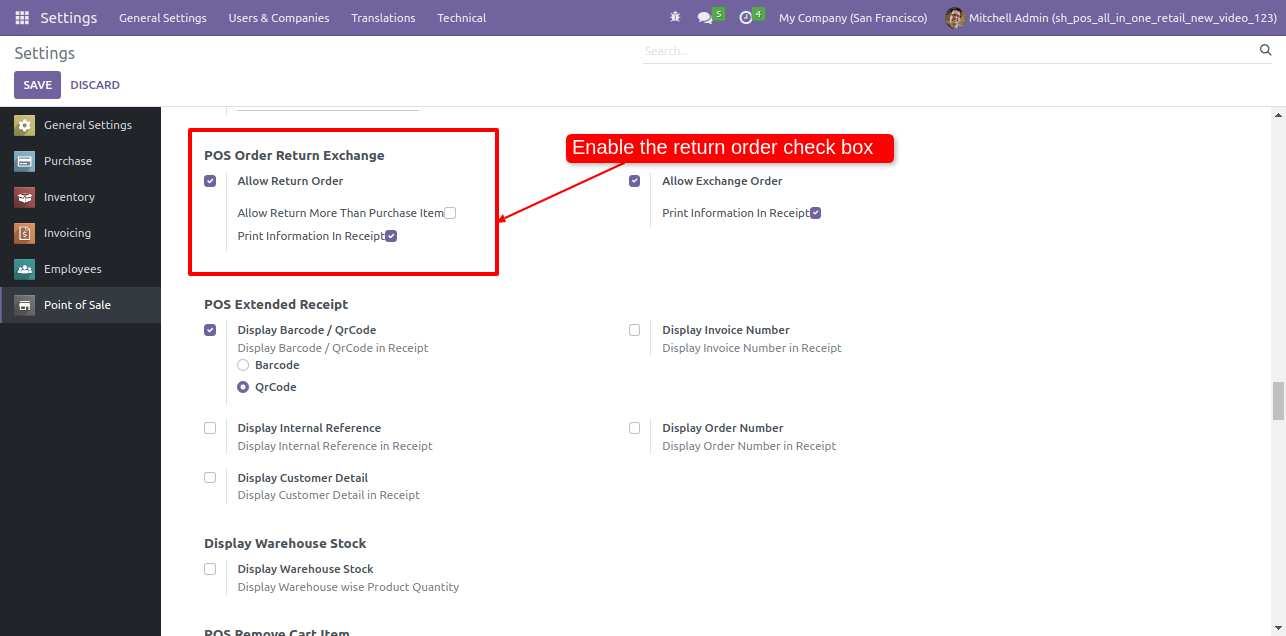 Settings General Settings Users & Companies Translations Technical 5 4 My Company (San Francisco) Mitchell Admin (sh_pos_all_in_one_retail_new_video_123)
Settings Search...
SAVE DISCARD
General Settings
Purchase
Inventory
Invoicing
Employees
Point of Sale
Enable the return order check box
POS Order Return Exchange
Allow Return Order Allow Exchange Order
Allow Return More Than Purchase Item Print Information In Receipt
Print Information In Receipt
POS Extended Receipt
Display Barcode / QrCode Display Invoice Number
Display Barcode / QrCode in Receipt Display Invoice Number in Receipt
Barcode
QrCode
Display Internal Reference Display Order Number
Display Internal Reference in Receipt Display Order Number in Receipt
Display Customer Detail
Display Customer Detail in Receipt
Display Warehouse Stock
Display Warehouse Stock
Display Warehouse wise Product Quantity
POS Remove Cart Item